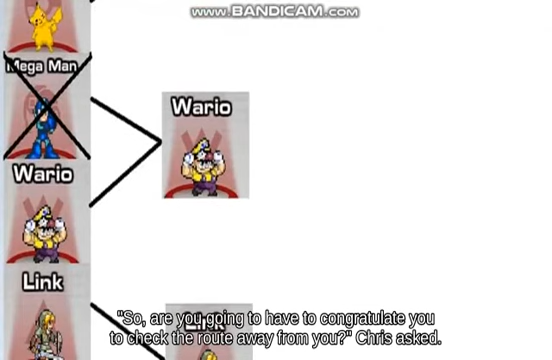 www.BANDICAM.com
Mega Man
Wario
Wario
Link
Link
"So, are you going to have to congratulate you
to check the route away from you?" Chris asked.